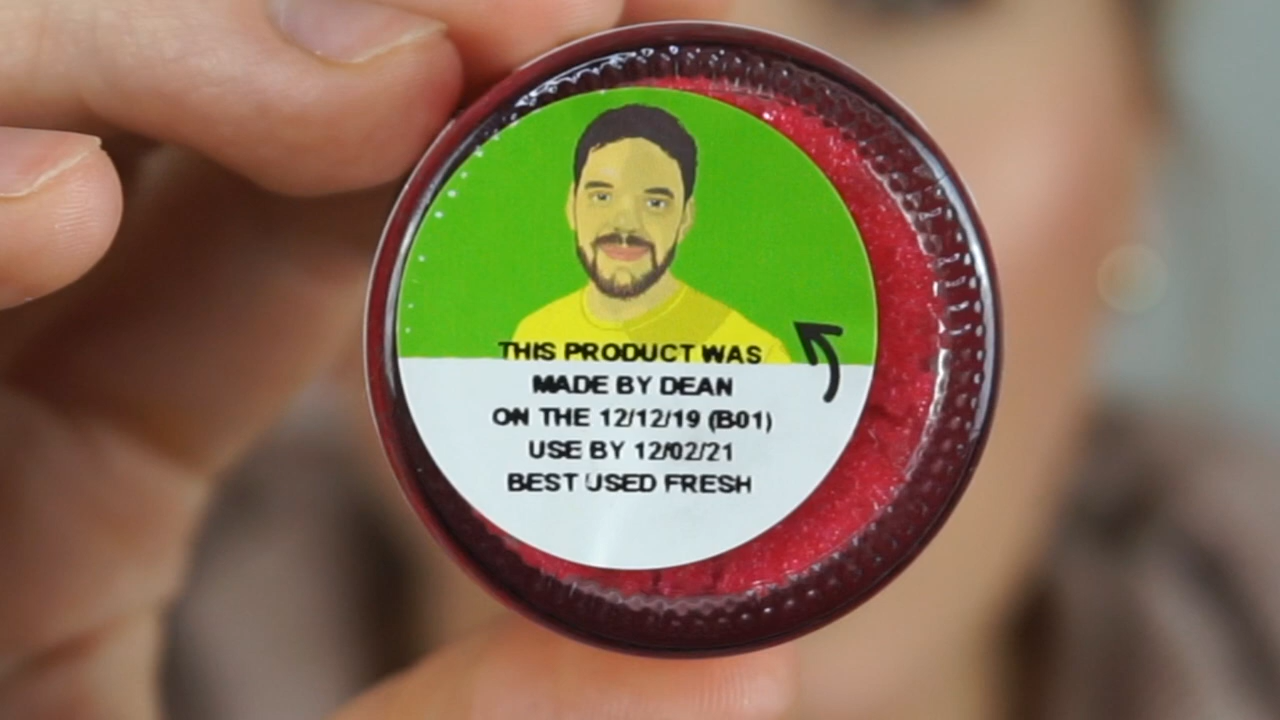 THIS PRODUCT WAS
MADE BY DEAN
ON THE 12/12/19 (B01)
USE BY 12/02/21
BEST USED FRESH